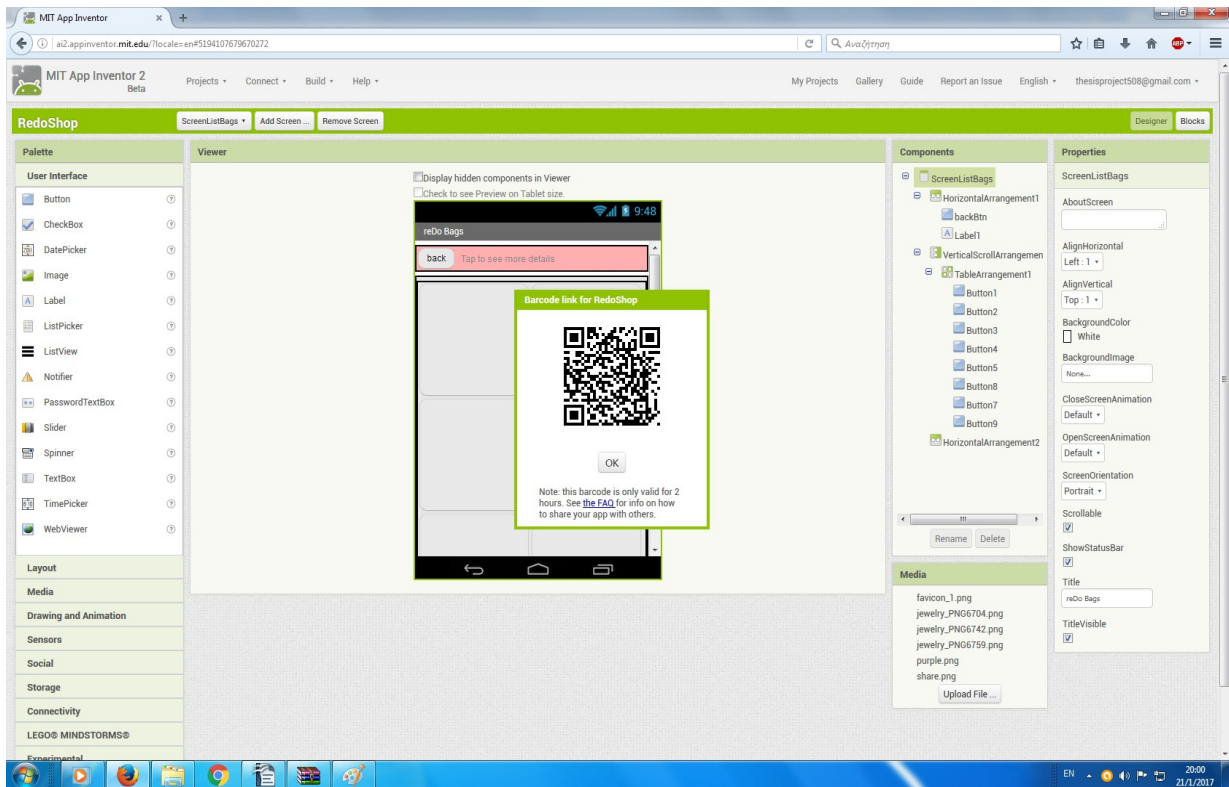 MIT App Inventor
ai2.appinventor.mit.edu/?locale=en#5194107679670272
Αναζήτηση
ABP
MIT App Inventor 2
Beta
Projects
Connect
Build
Help
My Projects
Gallery
Guide
Report an Issue
English
thesisproject508@gmail.com
RedoShop
ScreenListBags
Add Screen ...
Remove Screen
Designer
Blocks
Palette
User Interface
Button
CheckBox
DatePicker
Image
Label
ListPicker
ListView
Notifier
PasswordTextBox
Slider
Spinner
TextBox
TimePicker
WebViewer
Layout
Media
Drawing and Animation
Sensors
Social
Storage
Connectivity
LEGO® MINDSTORMS®
Experimental
Viewer
Display hidden components in Viewer
Check to see Preview on Tablet size.
9:48
reDo Bags
back
Tap to see more details
Barcode link for RedoShop
OK
Note: this barcode is only valid for 2
hours. See the FAQ for info on how
to share your app with others.
Components
ScreenListBags
HorizontalArrangement1
backBtn
Label1
VerticalScrollArrangemen
TableArrangement1
Button1
Button2
Button3
Button4
Button5
Button8
Button7
Button9
HorizontalArrangement2
Rename
Delete
Media
favicon_1.png
jewelry_PNG6704.png
jewelry_PNG6742.png
jewelry_PNG6759.png
purple.png
share.png
Upload File ...
Properties
ScreenListBags
AboutScreen
AlignHorizontal
Left : 1
AlignVertical
Top : 1
BackgroundColor
White
BackgroundImage
None...
CloseScreenAnimation
Default
OpenScreenAnimation
Default
ScreenOrientation
Portrait
Scrollable
ShowStatusBar
Title
reDo Bags
TitleVisible
EN
20:00
21/1/2017